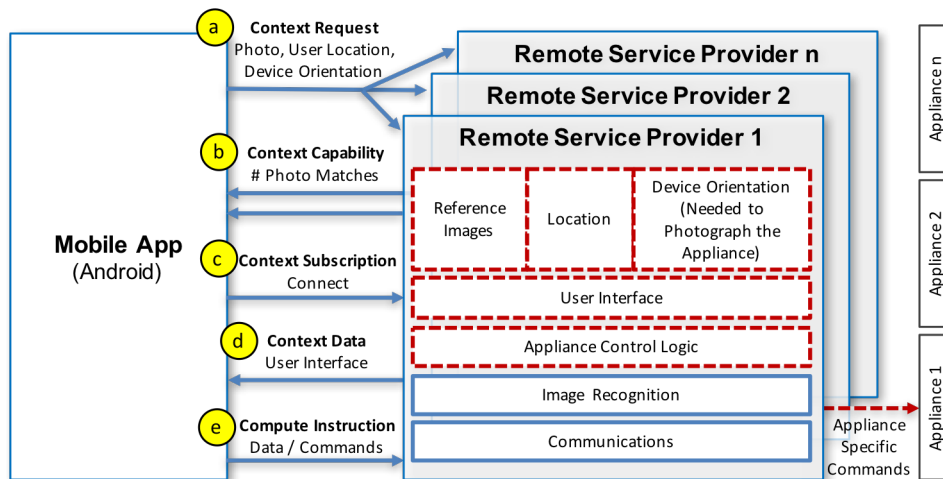 a
Context Request
Photo, User Location,
Device Orientation
b
Context Capability
# Photo Matches
Mobile App
(Android)
c
Context Subscription
Connect
d
Context Data
User Interface
e
Compute Instruction
Data / Commands
Remote Service Provider n
Remote Service Provider 2
Remote Service Provider 1
Reference
Images
Location
Device Orientation
(Needed to
Photograph the
Appliance)
User Interface
Appliance Control Logic
Image Recognition
Communications
Appliance n
Appliance 2
Appliance 1
Appliance
Specific
Commands